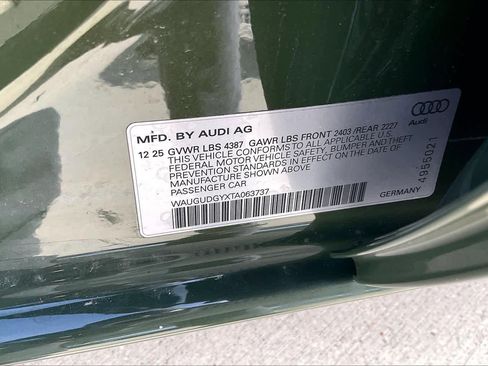 MFD. BY AUDI AG
12 25 GVWR LBS 4387 GAWR LBS FRONT 2403 /REAR 2227
THIS VEHICLE CONFORMS TO ALL APPLICABLE U.S.
FEDERAL MOTOR VEHICLE SAFETY, BUMPER AND THEFT
PREVENTION STANDARDS IN EFFECT ON THE DATE OF
MANUFACTURE SHOWN ABOVE
PASSENGER CAR
WAUGUDGYXTA063737
GERMANY
Audi
4955021